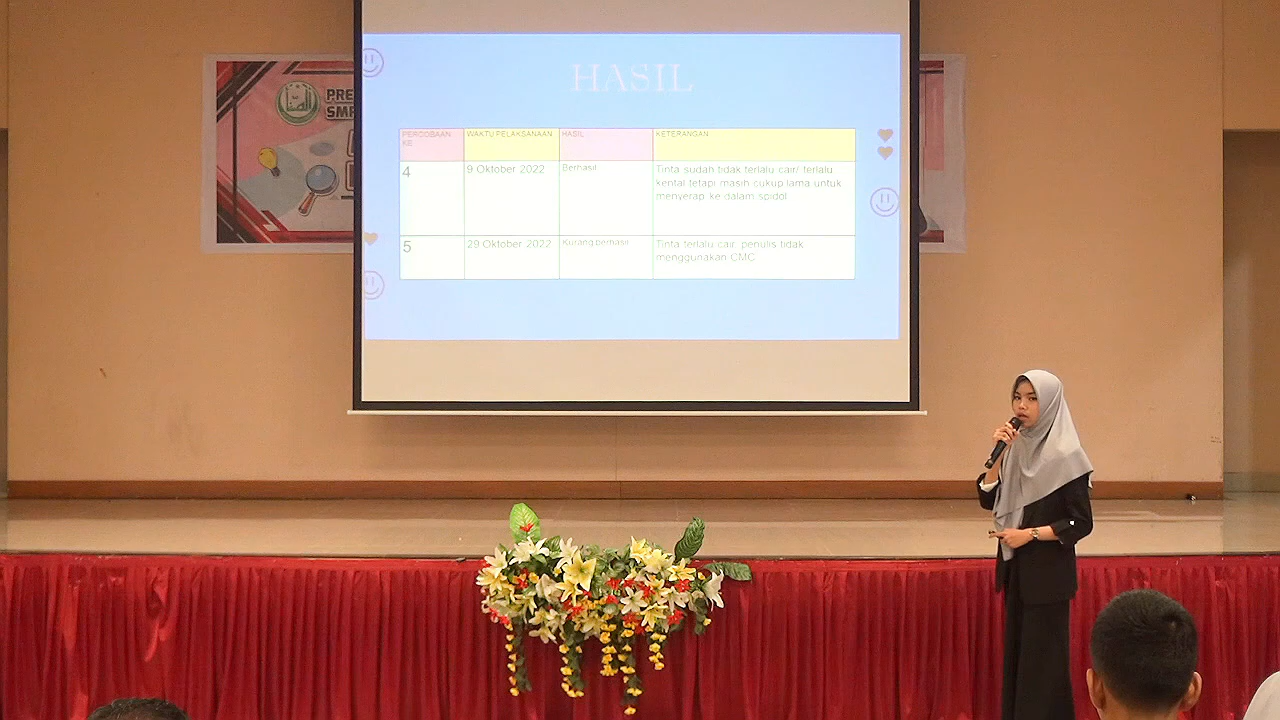 HASIL
PERCOBAAN
KE
WAKTU PELAKSANAAN
HASIL
KETERANGAN
4
9 Oktober 2022
Berhasil
Tinta sudah tidak terlalu cair/ terlalu
kental tetapi masih cukup lama untuk
menyerap ke dalam spidol
5
29 Oktober 2022
Kurang berhasil
Tinta terlalu cair, penulis tidak
menggunakan CMC
PRE
SMP